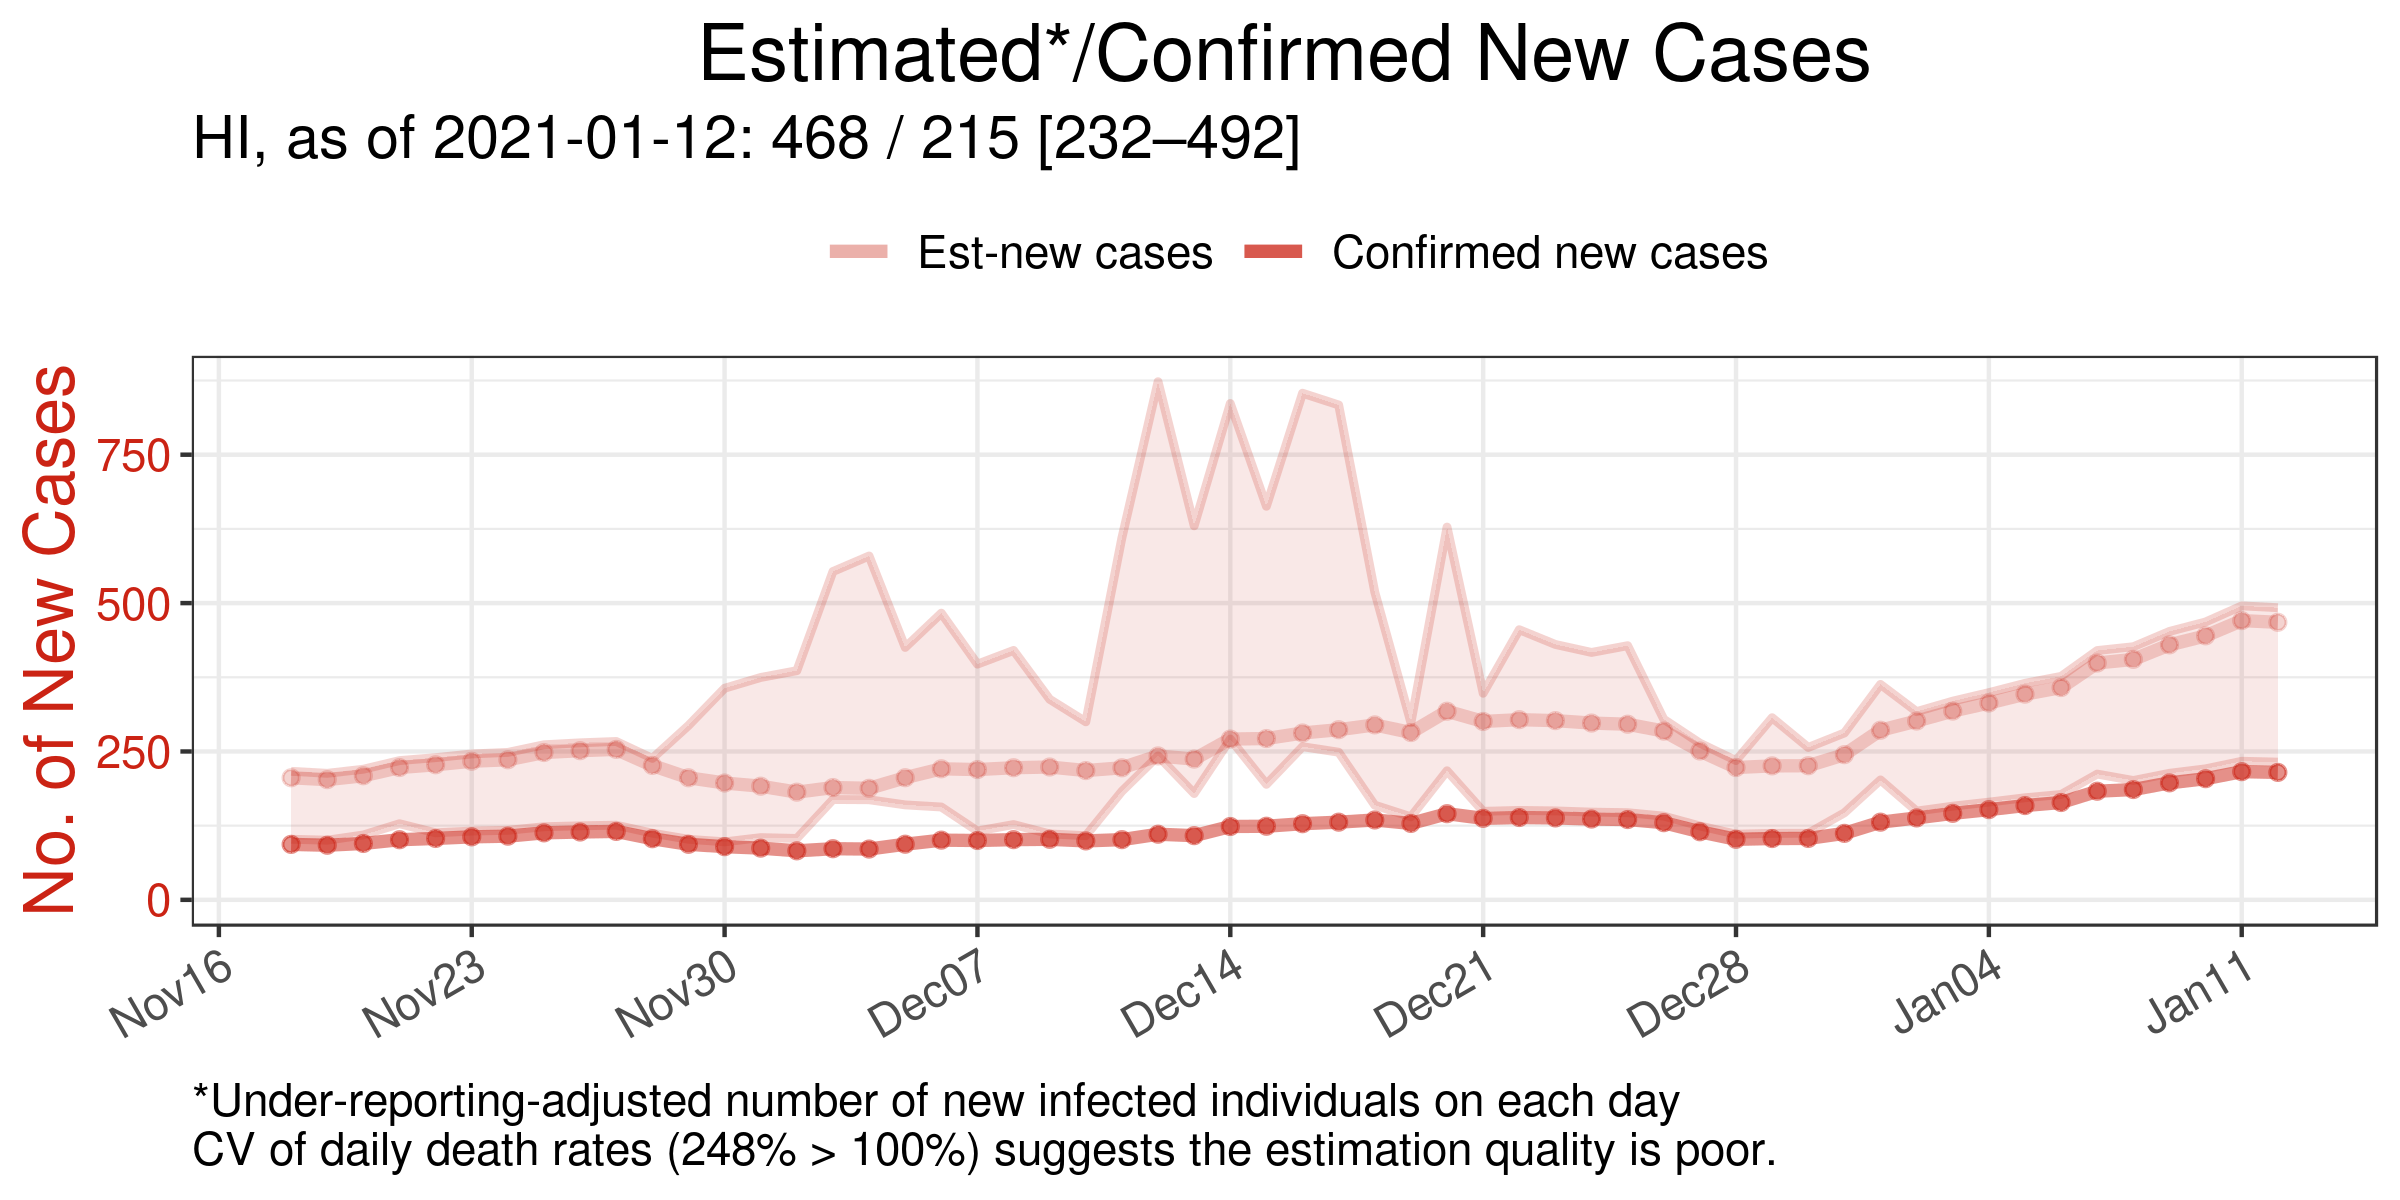 Estimated*/Confirmed New Cases
HI, as of 2021-01-12: 468 / 215 [232–492]
Est-new cases
Confirmed new cases
No. of New Cases
750
500
250
0
Nov16
Nov23
Nov30
Dec07
Dec14
Dec21
Dec28
Jan04
Jan11
*Under-reporting-adjusted number of new infected individuals on each day
CV of daily death rates (248% > 100%) suggests the estimation quality is poor.